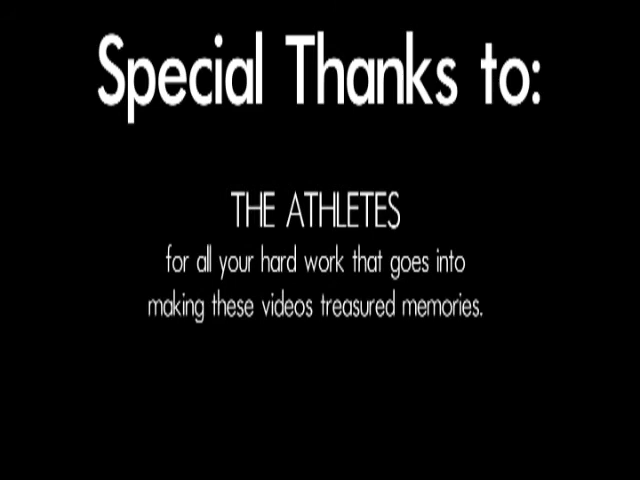 Special Thanks to:
THE ATHLETES
for all your hard work that goes into
making these videos treasured memories.